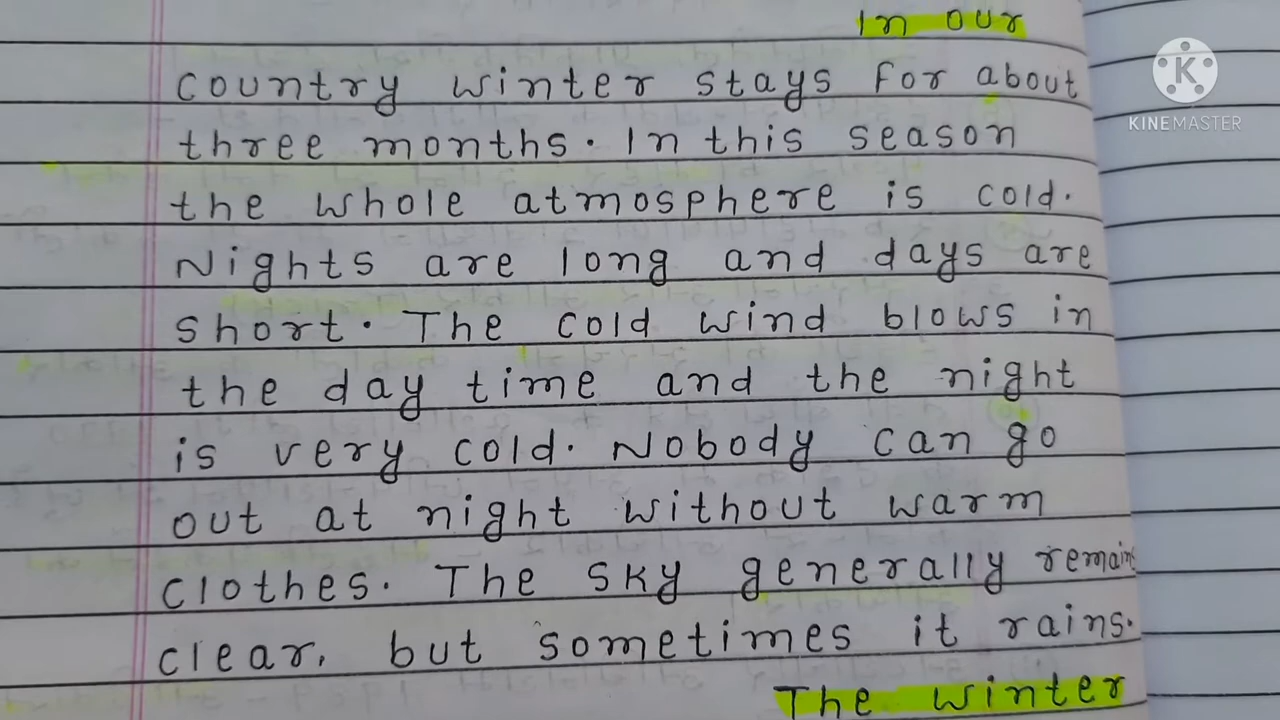 In our
country winter stays for about
three months. In this season
the whole atmosphere is cold.
Nights are long and days are
short. The cold wind blows in
the day time and the night
is very cold. Nobody can go
out at night without warm
clothes. The sky generally remains
clear, but sometimes it rains.
The winter
K
KINEMASTER